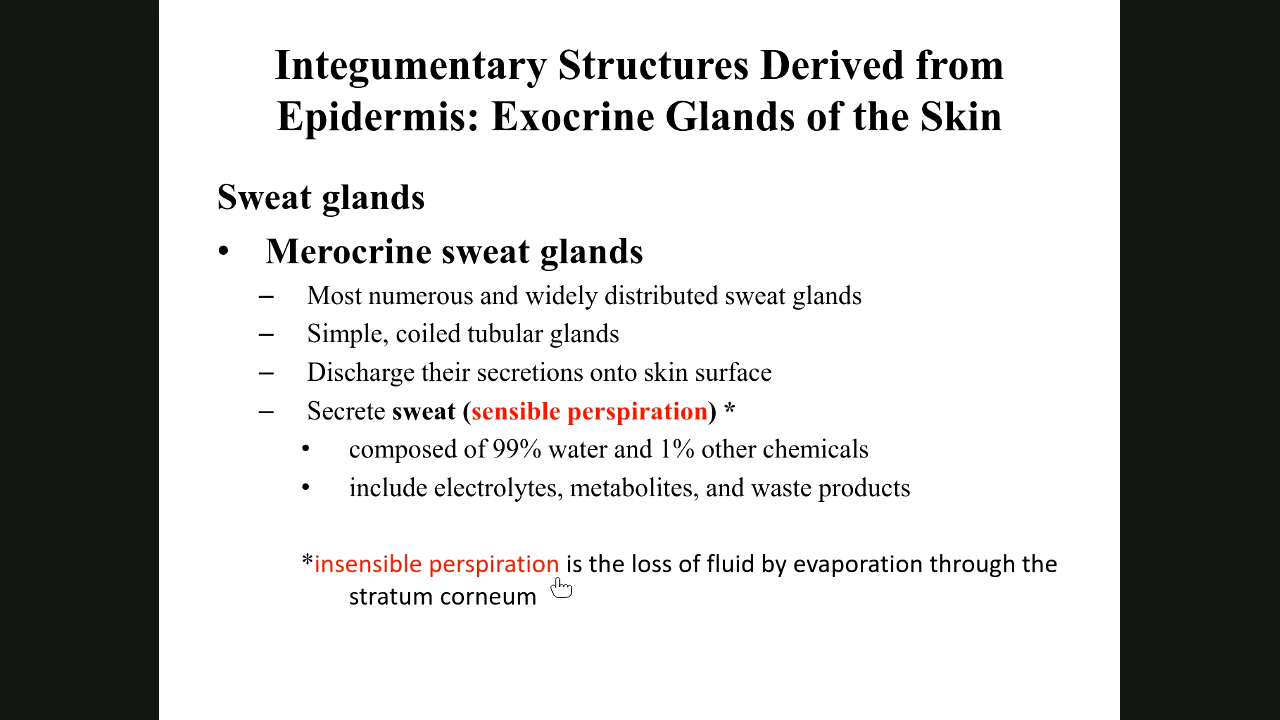 Integumentary Structures Derived from
Epidermis: Exocrine Glands of the Skin
Sweat glands
• Merocrine sweat glands
– Most numerous and widely distributed sweat glands
– Simple, coiled tubular glands
– Discharge their secretions onto skin surface
– Secrete sweat (sensible perspiration) *
• composed of 99% water and 1% other chemicals
• include electrolytes, metabolites, and waste products
*insensible perspiration is the loss of fluid by evaporation through the
stratum corneum